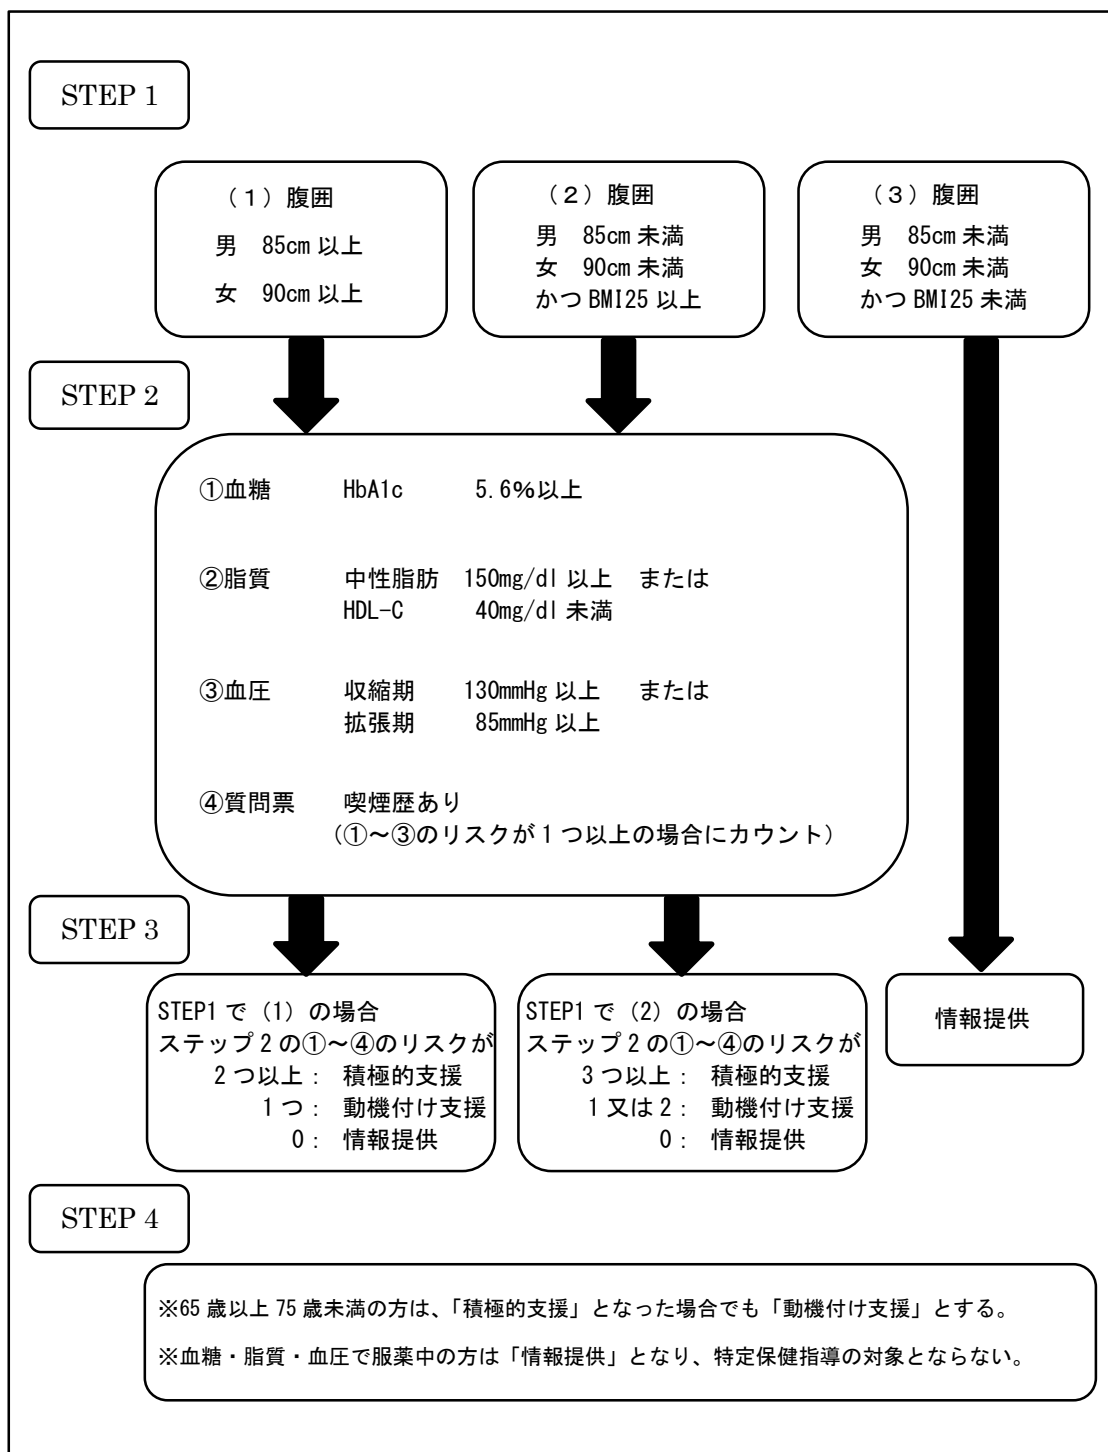 STEP 1
（1）腹囲
男　85cm 以上
女　90cm 以上
（2）腹囲
男　85cm 未満
女　90cm 未満
かつ BMI25 以上
（3）腹囲
男　85cm 未満
女　90cm 未満
かつ BMI25 未満
STEP 2
①血糖　HbA1c　5.6%以上
②脂質　中性脂肪　150mg/dl 以上　または
HDL-C　40mg/dl 未満
③血圧　収縮期　130mmHg 以上　または
拡張期　85mmHg 以上
④質問票　喫煙歴あり
（①～③のリスクが 1 つ以上の場合にカウント）
STEP 3
STEP1 で（1）の場合
ステップ 2 の①～④のリスクが
2 つ以上：　積極的支援
1 つ：　動機付け支援
0：　情報提供
STEP1 で（2）の場合
ステップ 2 の①～④のリスクが
3 つ以上：　積極的支援
1 又は 2：　動機付け支援
0：　情報提供
情報提供
STEP 4
※65 歳以上 75 歳未満の方は、「積極的支援」となった場合でも「動機付け支援」とする。
※血糖・脂質・血圧で服薬中の方は「情報提供」となり、特定保健指導の対象とならない。